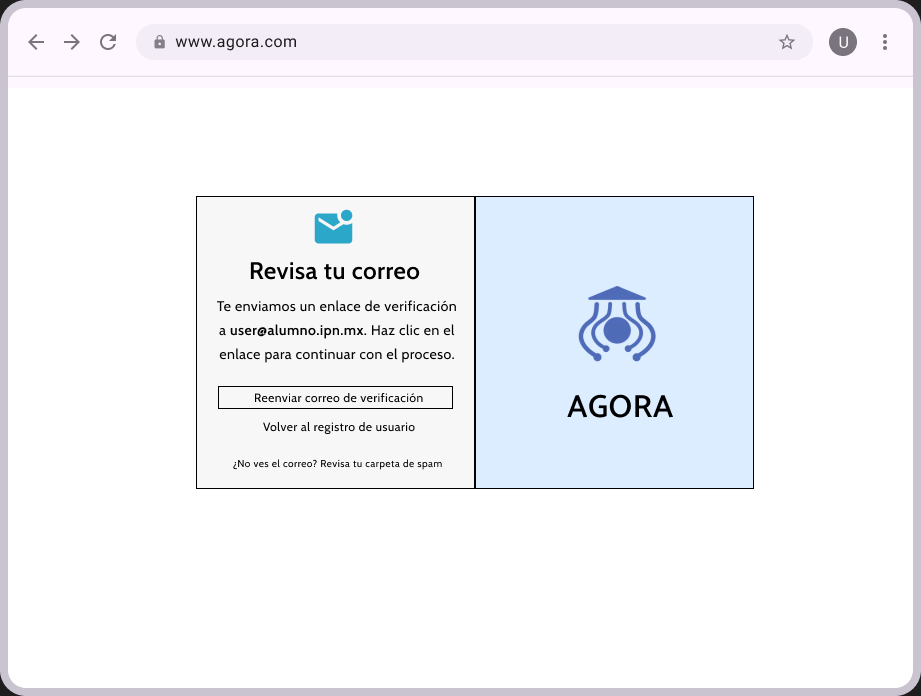 www.agora.com
U
Revisa tu correo
Te enviamos un enlace de verificación
a user@alumno.ipn.mx. Haz clic en el
enlace para continuar con el proceso.
Reenviar correo de verificación
Volver al registro de usuario
¿No ves el correo? Revisa tu carpeta de spam
AGORA